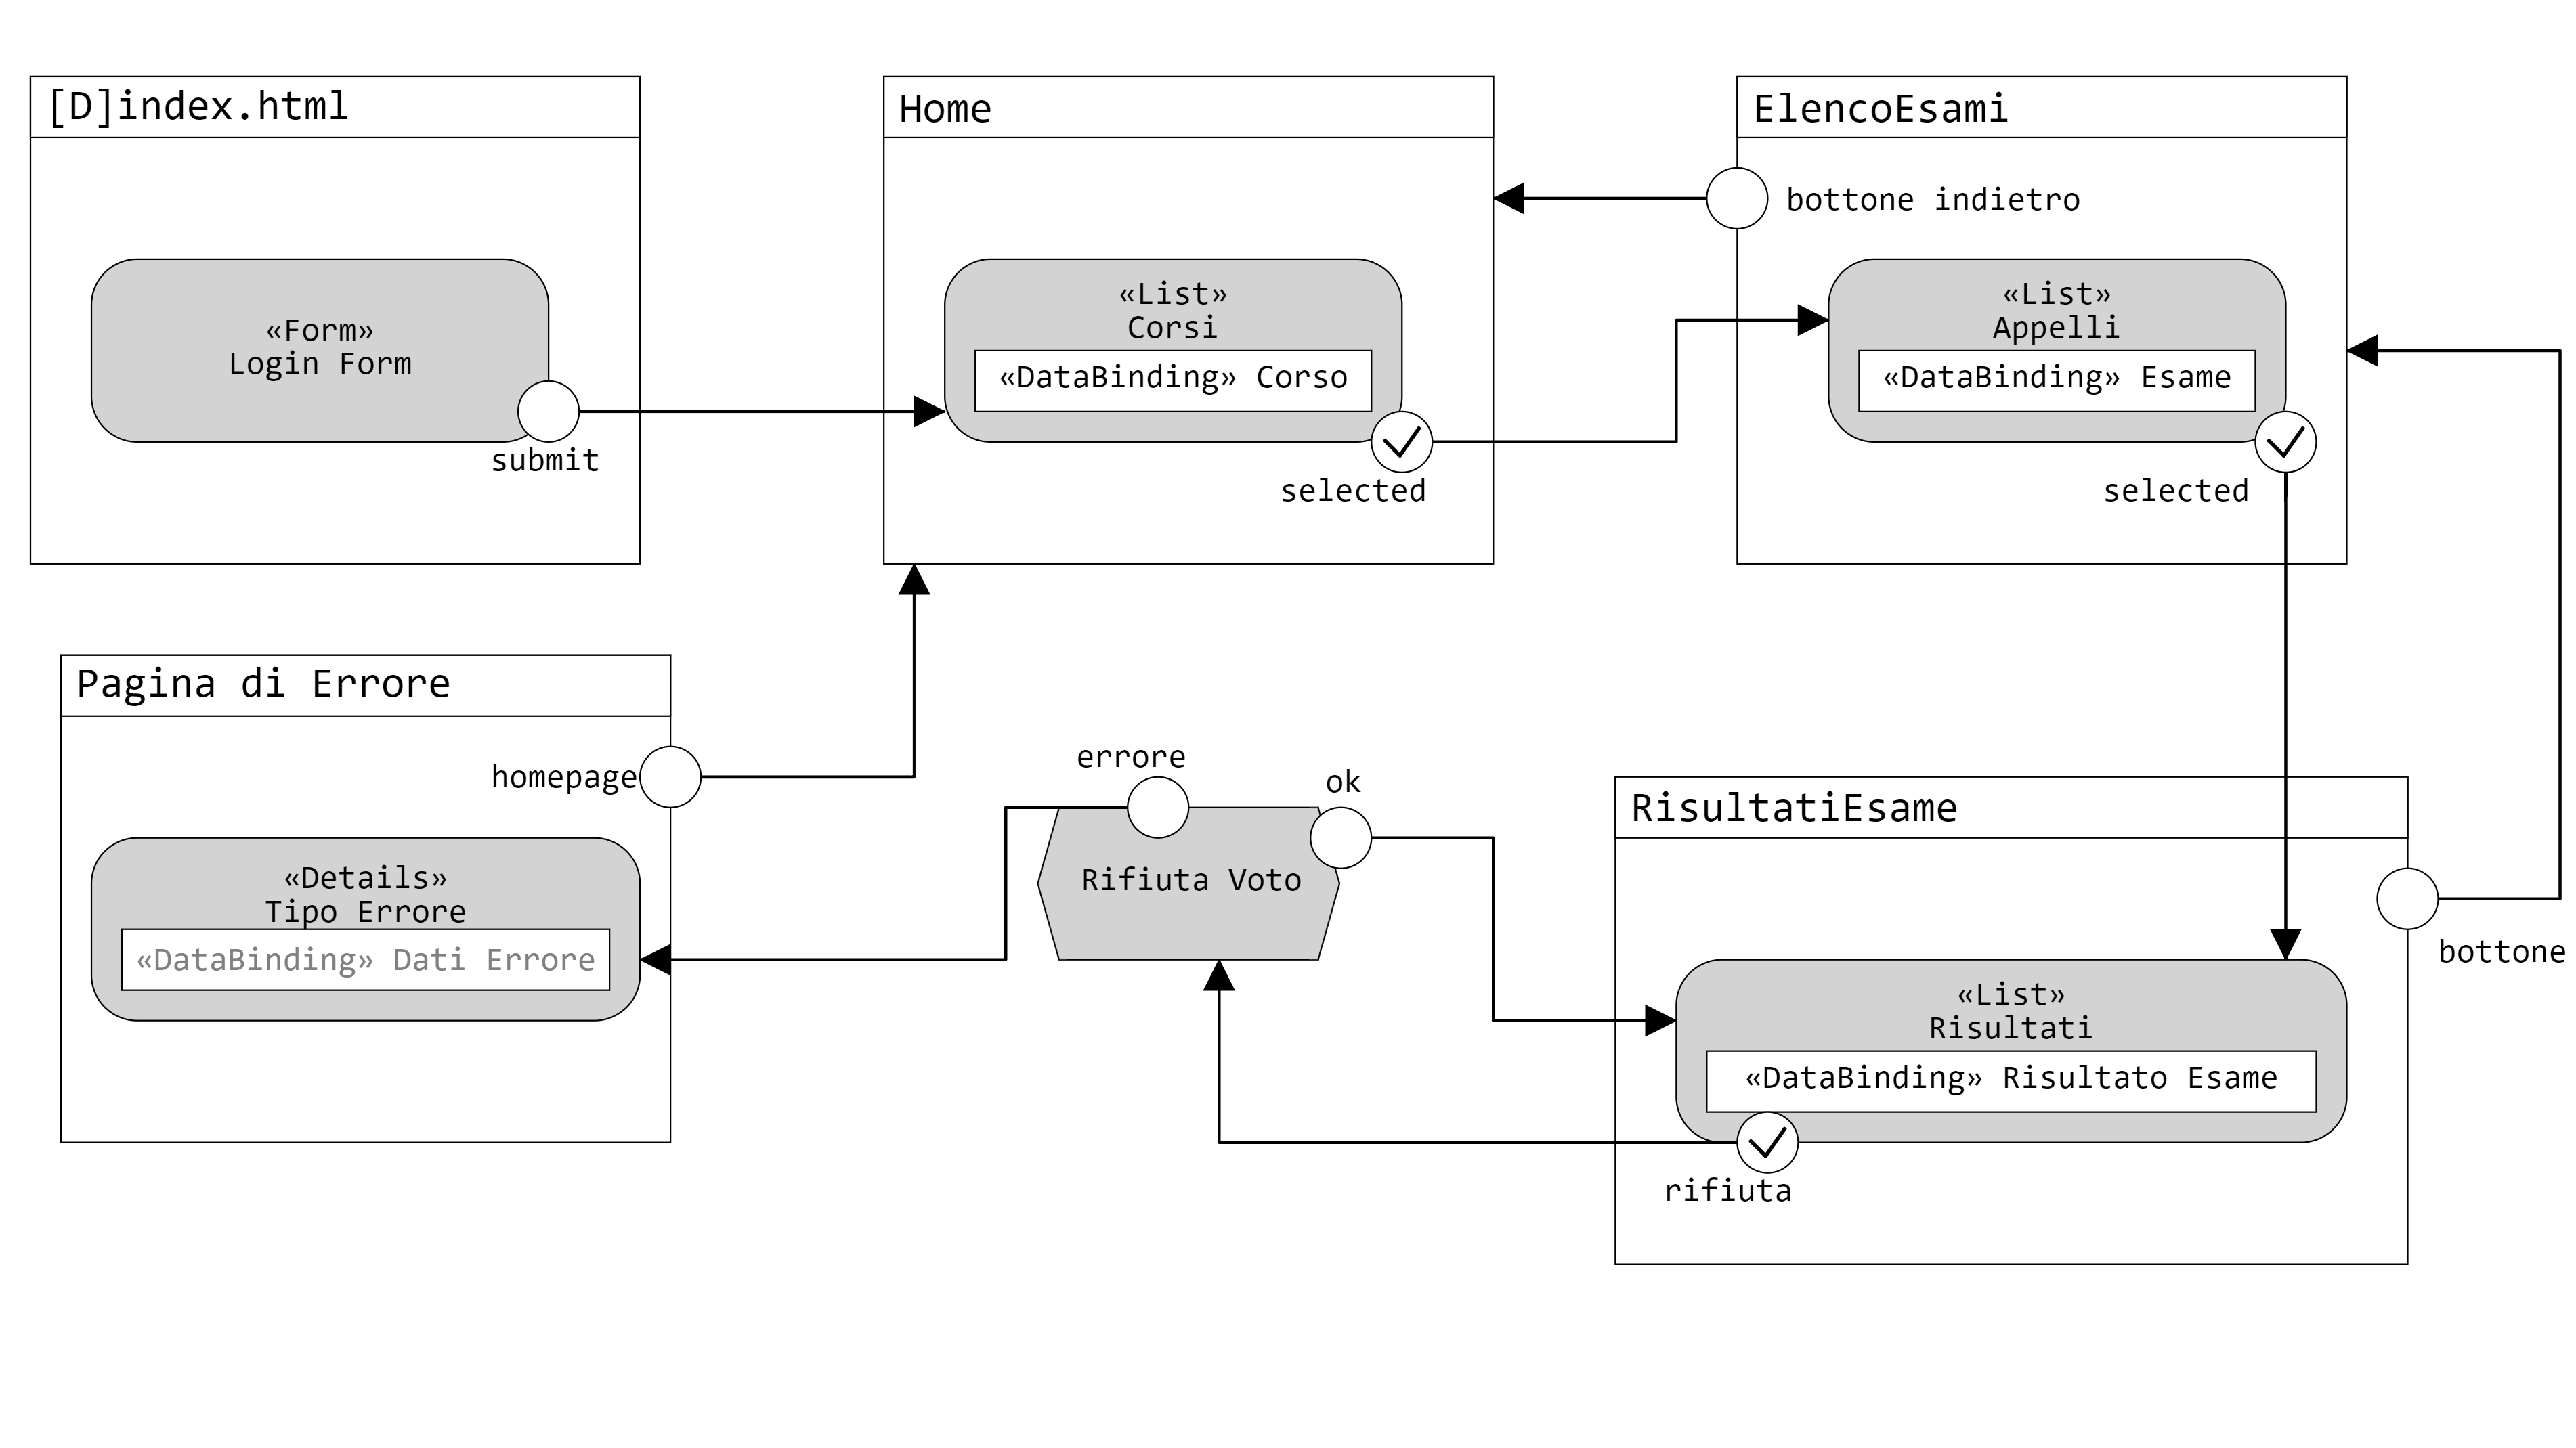 [D]index.html
«Form»
Login Form
submit
Home
«List»
Corsi
«DataBinding» Corso
selected
ElencoEsami
bottone indietro
«List»
Appelli
«DataBinding» Esame
selected
Pagina di Errore
homepage
«Details»
Tipo Errore
«DataBinding» Dati Errore
errore
ok
Rifiuta Voto
RisultatiEsame
bottone
«List»
Risultati
«DataBinding» Risultato Esame
rifiuta